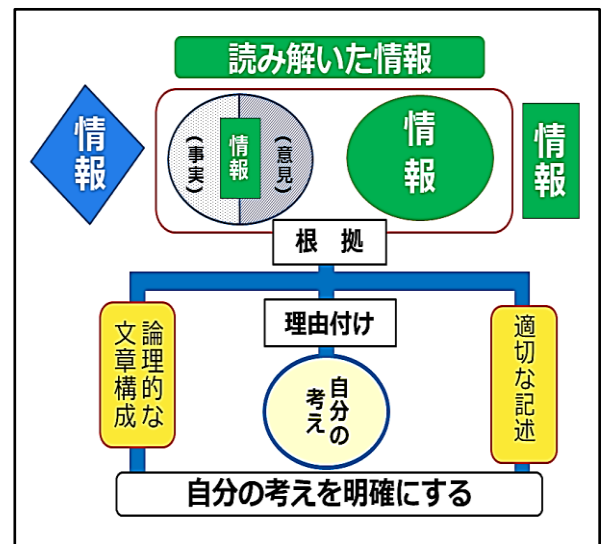 読み解いた情報
情報
(事実)
情報
(意見)
情報
情報
根 拠
論理的な
文章構成
理由付け
自分の
考え
適切な記述
自分の考えを明確にする